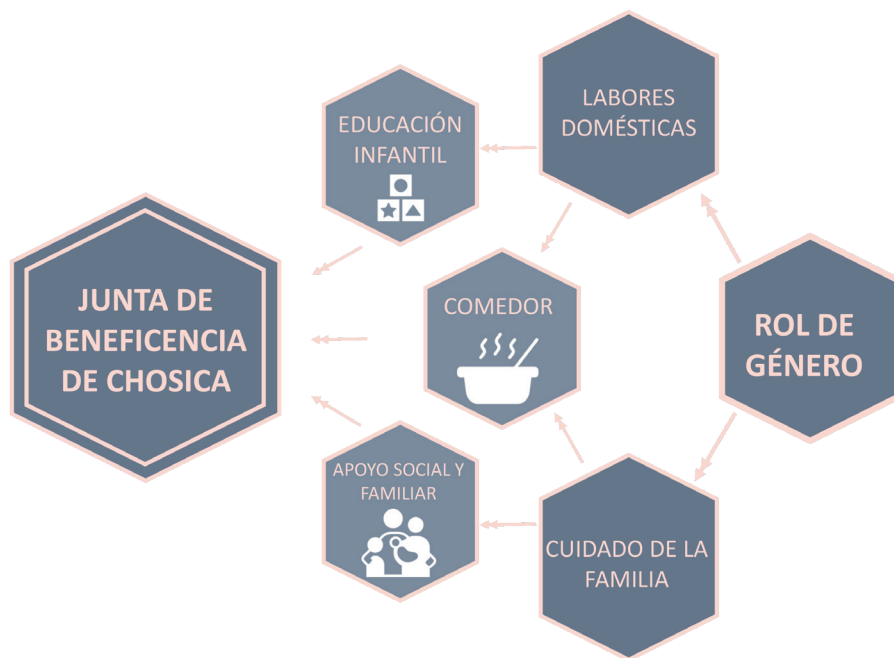 LABORES
DOMÉSTICAS
EDUCACIÓN
INFANTIL
JUNTA DE
BENEFICENCIA
DE CHOSICA
COMEDOR
ROL DE
GÉNERO
APOYO SOCIAL Y
FAMILIAR
CUIDADO DE LA
FAMILIA